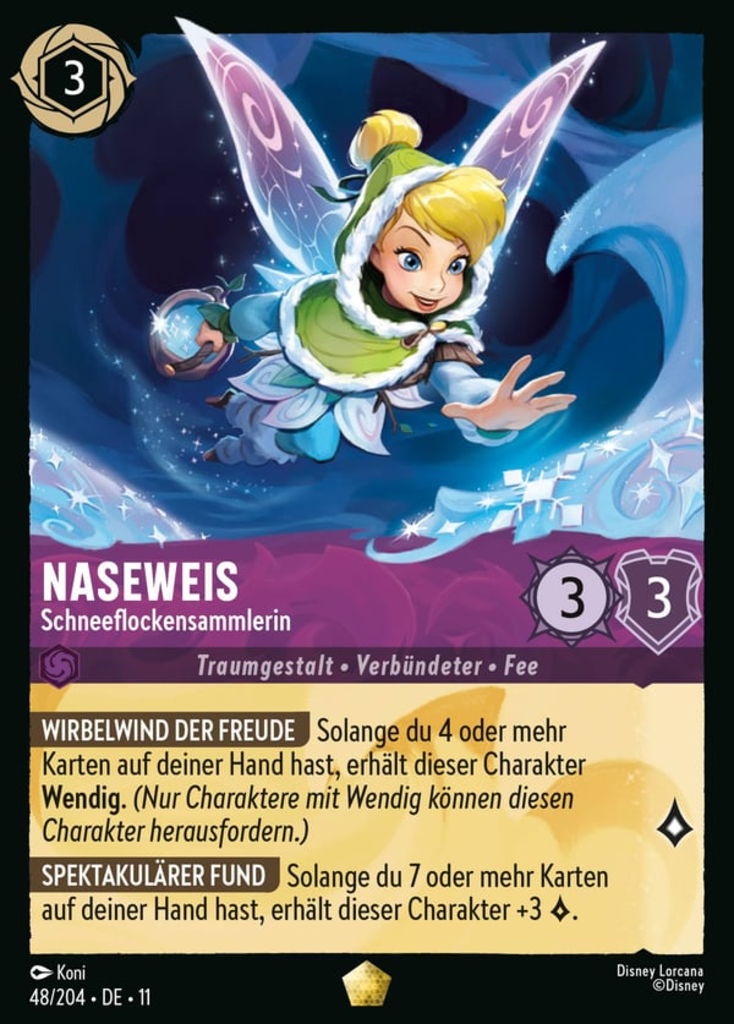 3
NASEWEIS
Schneeflockensammlerin
3 3
Traumgestalt • Verbündeter • Fee
WIRBELWIND DER FREUDE Solange du 4 oder mehr
Karten auf deiner Hand hast, erhält dieser Charakter
Wendig. (Nur Charaktere mit Wendig können diesen
Charakter herausfordern.)
SPEKTAKULÄRER FUND Solange du 7 oder mehr Karten
auf deiner Hand hast, erhält dieser Charakter +3 .
Koni
48/204 • DE • 11
Disney Lorcana
©Disney